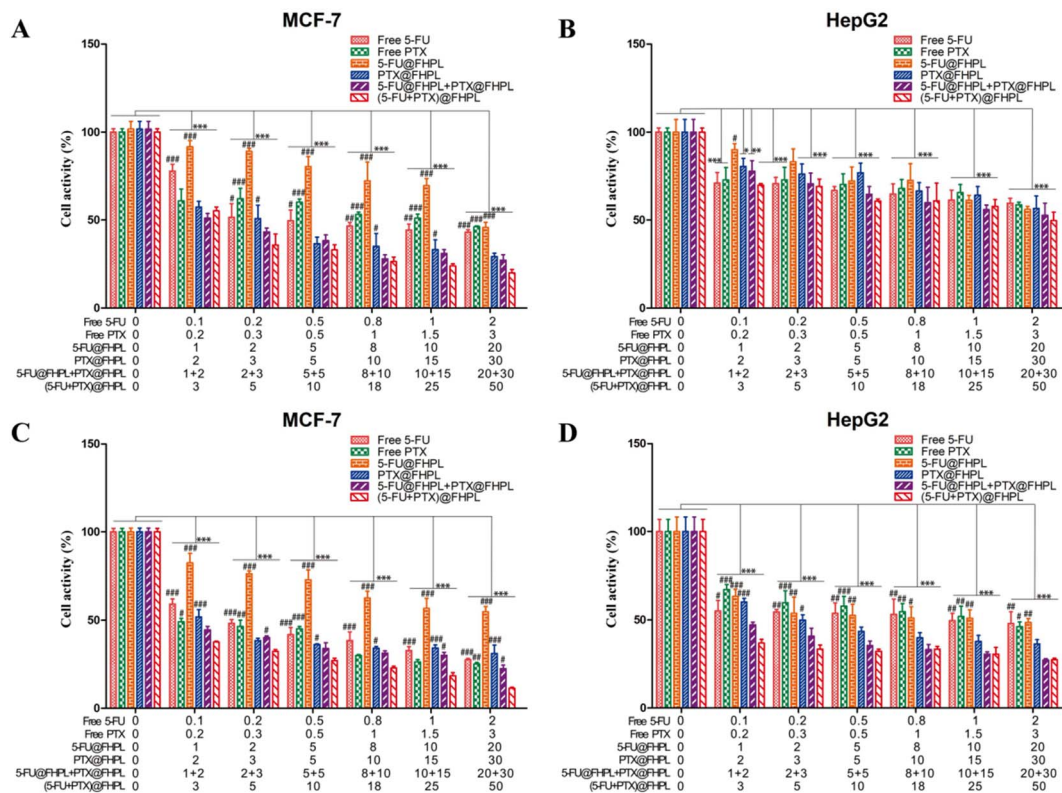 A
MCF-7
Free 5-FU
Free PTX
5-FU@FHPL
PTX@FHPL
5-FU@FHPL+PTX@FHPL
(5-FU+PTX)@FHPL
Cell activity (%)
150
100
50
0
Free 5-FU 0 0.1 0.2 0.5 0.8 1 2
Free PTX 0 0.2 0.3 0.5 1 1.5 3
5-FU@FHPL 0 1 2 5 8 10 20
PTX@FHPL 0 2 3 5 10 15 30
5-FU@FHPL+PTX@FHPL 0 1+2 2+3 5+5 8+10 10+15 20+30
(5-FU+PTX)@FHPL 0 3 5 10 18 25 50
B
HepG2
Free 5-FU
Free PTX
5-FU@FHPL
PTX@FHPL
5-FU@FHPL+PTX@FHPL
(5-FU+PTX)@FHPL
Cell activity (%)
150
100
50
0
Free 5-FU 0 0.1 0.2 0.5 0.8 1 2
Free PTX 0 0.2 0.3 0.5 1 1.5 3
5-FU@FHPL 0 1 2 5 8 10 20
PTX@FHPL 0 2 3 5 10 15 30
5-FU@FHPL+PTX@FHPL 0 1+2 2+3 5+5 8+10 10+15 20+30
(5-FU+PTX)@FHPL 0 3 5 10 18 25 50
C
MCF-7
Free 5-FU
Free PTX
5-FU@FHPL
PTX@FHPL
5-FU@FHPL+PTX@FHPL
(5-FU+PTX)@FHPL
Cell activity (%)
150
100
50
0
Free 5-FU 0 0.1 0.2 0.5 0.8 1 2
Free PTX 0 0.2 0.3 0.5 1 1.5 3
5-FU@FHPL 0 1 2 5 8 10 20
PTX@FHPL 0 2 3 5 10 15 30
5-FU@FHPL+PTX@FHPL 0 1+2 2+3 5+5 8+10 10+15 20+30
(5-FU+PTX)@FHPL 0 3 5 10 18 25 50
D
HepG2
Free 5-FU
Free PTX
5-FU@FHPL
PTX@FHPL
5-FU@FHPL+PTX@FHPL
(5-FU+PTX)@FHPL
Cell activity (%)
150
100
50
0
Free 5-FU 0 0.1 0.2 0.5 0.8 1 2
Free PTX 0 0.2 0.3 0.5 1 1.5 3
5-FU@FHPL 0 1 2 5 8 10 20
PTX@FHPL 0 2 3 5 10 15 30
5-FU@FHPL+PTX@FHPL 0 1+2 2+3 5+5 8+10 10+15 20+30
(5-FU+PTX)@FHPL 0 3 5 10 18 25 50